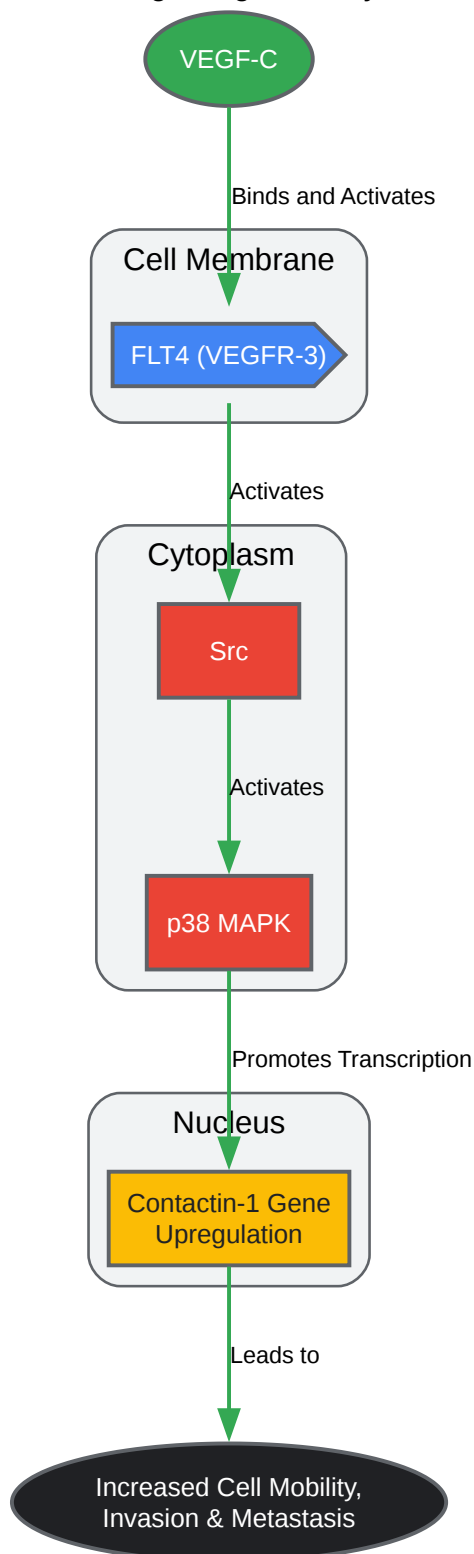 VEGF-C
Binds and Activates
Cell Membrane
FLT4 (VEGFR-3)
Activates
Cytoplasm
Src
Activates
p38 MAPK
Promotes Transcription
Nucleus
Contactin-1 Gene
Upregulation
Leads to
Increased Cell Mobility,
Invasion & Metastasis